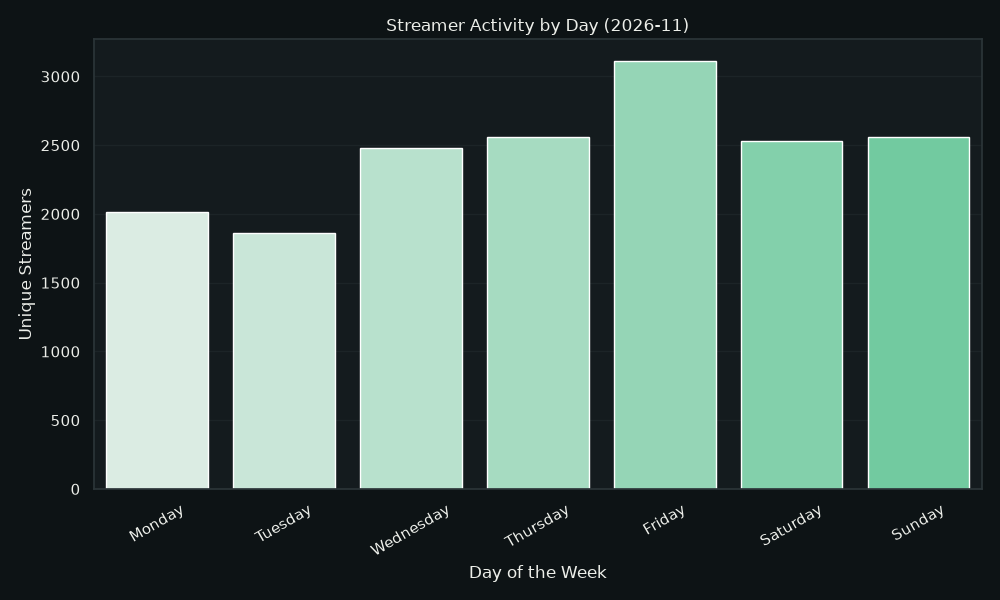 Streamer Activity by Day (2026-11)
Unique Streamers
3000
2500
2000
1500
1000
500
0
Monday
Tuesday
Wednesday
Thursday
Friday
Saturday
Sunday
Day of the Week